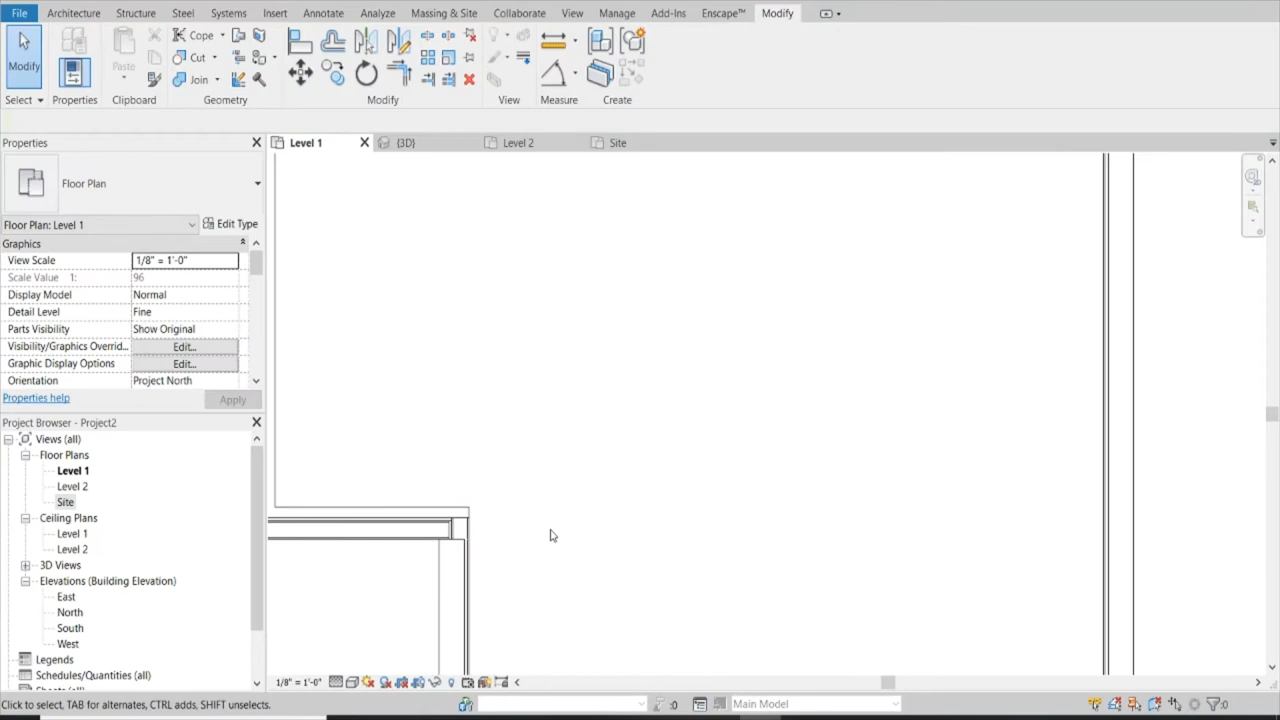 File Architecture Structure Steel Systems Insert Annotate Analyze Massing & Site Collaborate View Manage Add-Ins Enscape™ Modify
Cope
Modify
Paste
Cut
Join
Select Properties Clipboard Geometry Modify View Measure Create
Properties
Level 1 {3D} Level 2 Site
Floor Plan
Floor Plan: Level 1 Edit Type
Graphics
View Scale 1/8" = 1'-0"
Scale Value 1: 96
Display Model Normal
Detail Level Fine
Parts Visibility Show Original
Visibility/Graphics Overrid... Edit...
Graphic Display Options Edit...
Orientation Project North
Properties help Apply
Project Browser - Project2
Views (all)
Floor Plans
Level 1
Level 2
Site
Ceiling Plans
Level 1
Level 2
3D Views
Elevations (Building Elevation)
East
North
South
West
Legends
Schedules/Quantities (all)
1/8" = 1'-0"
Click to select, TAB for alternates, CTRL adds, SHIFT unselects. :0 Main Model :0